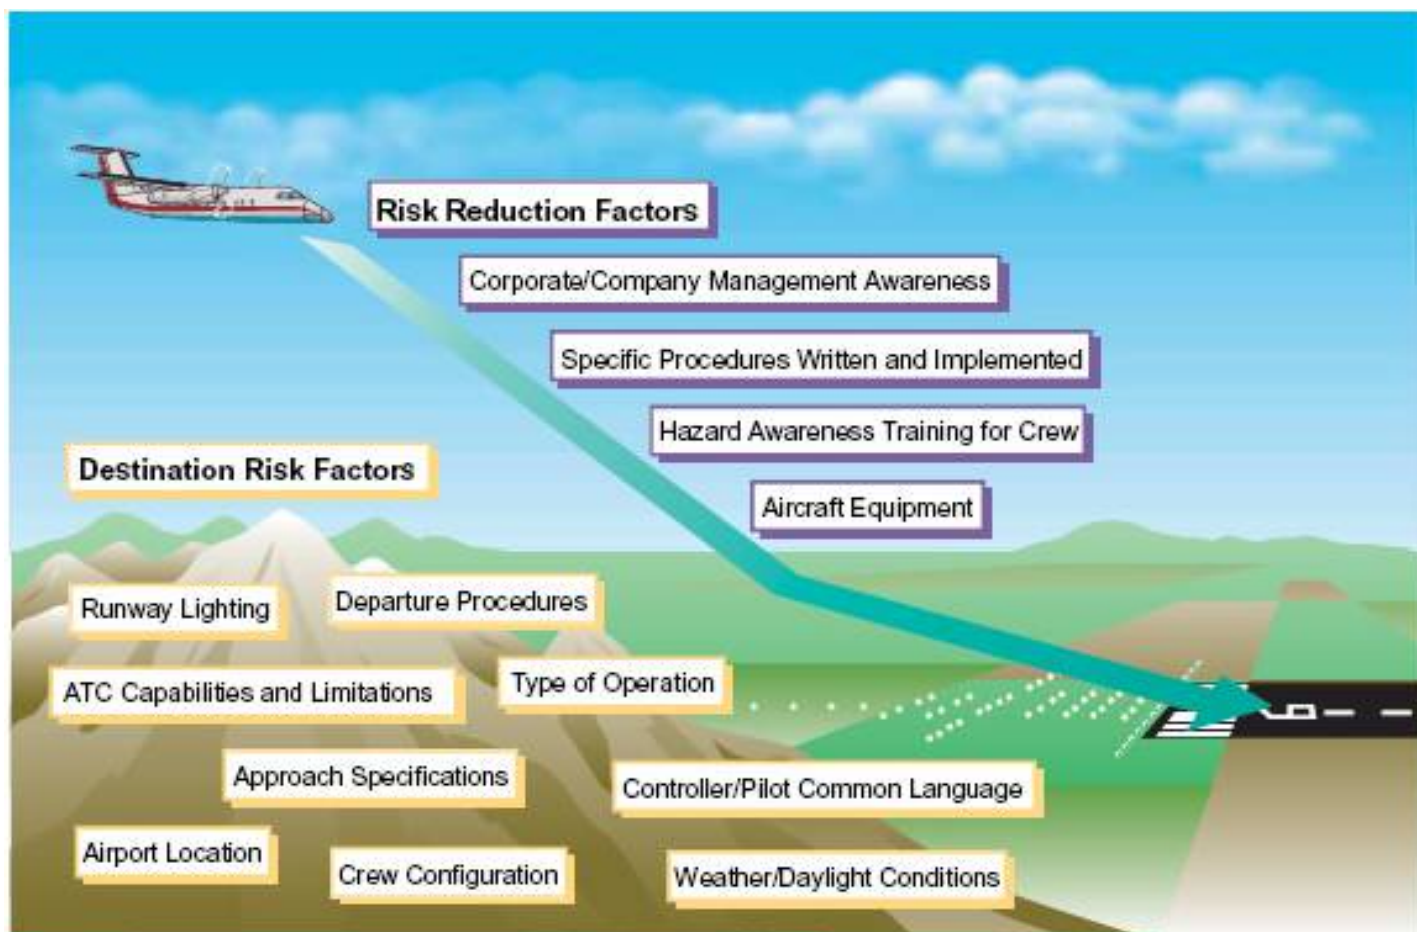 Risk Reduction Factors
Corporate/Company Management Awareness
Specific Procedures Written and Implemented
Hazard Awareness Training for Crew
Aircraft Equipment
Destination Risk Factors
Runway Lighting
Departure Procedures
ATC Capabilities and Limitations
Type of Operation
Approach Specifications
Controller/Pilot Common Language
Airport Location
Crew Configuration
Weather/Daylight Conditions